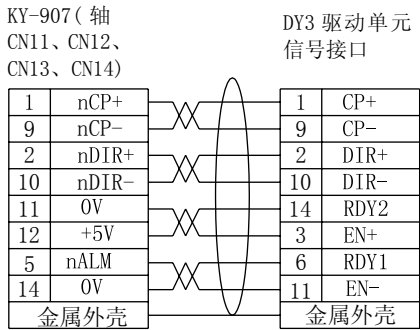 KY-907(轴
CN11、CN12、
CN13、CN14)
DY3 驱动单元
信号接口
1 nCP+ 1 CP+
9 nCP- 9 CP-
2 nDIR+ 2 DIR+
10 nDIR- 10 DIR-
11 0V 14 RDY2
12 +5V 3 EN+
5 nALM 6 RDY1
14 0V 11 EN-
金属外壳 金属外壳